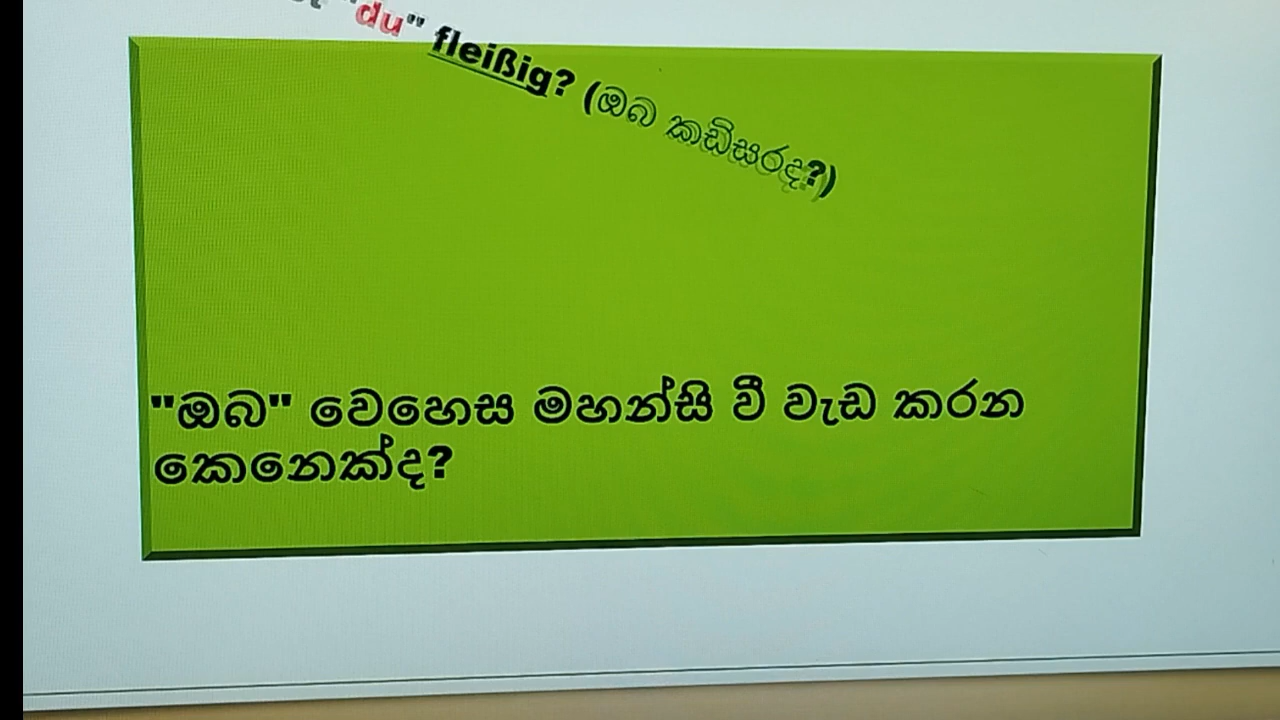 "du" fleißig? (ඔබ කඩිසරද?)
"ඔබ" වෙහෙස මහන්සි වී වැඩ කරන
කෙනෙක්ද?